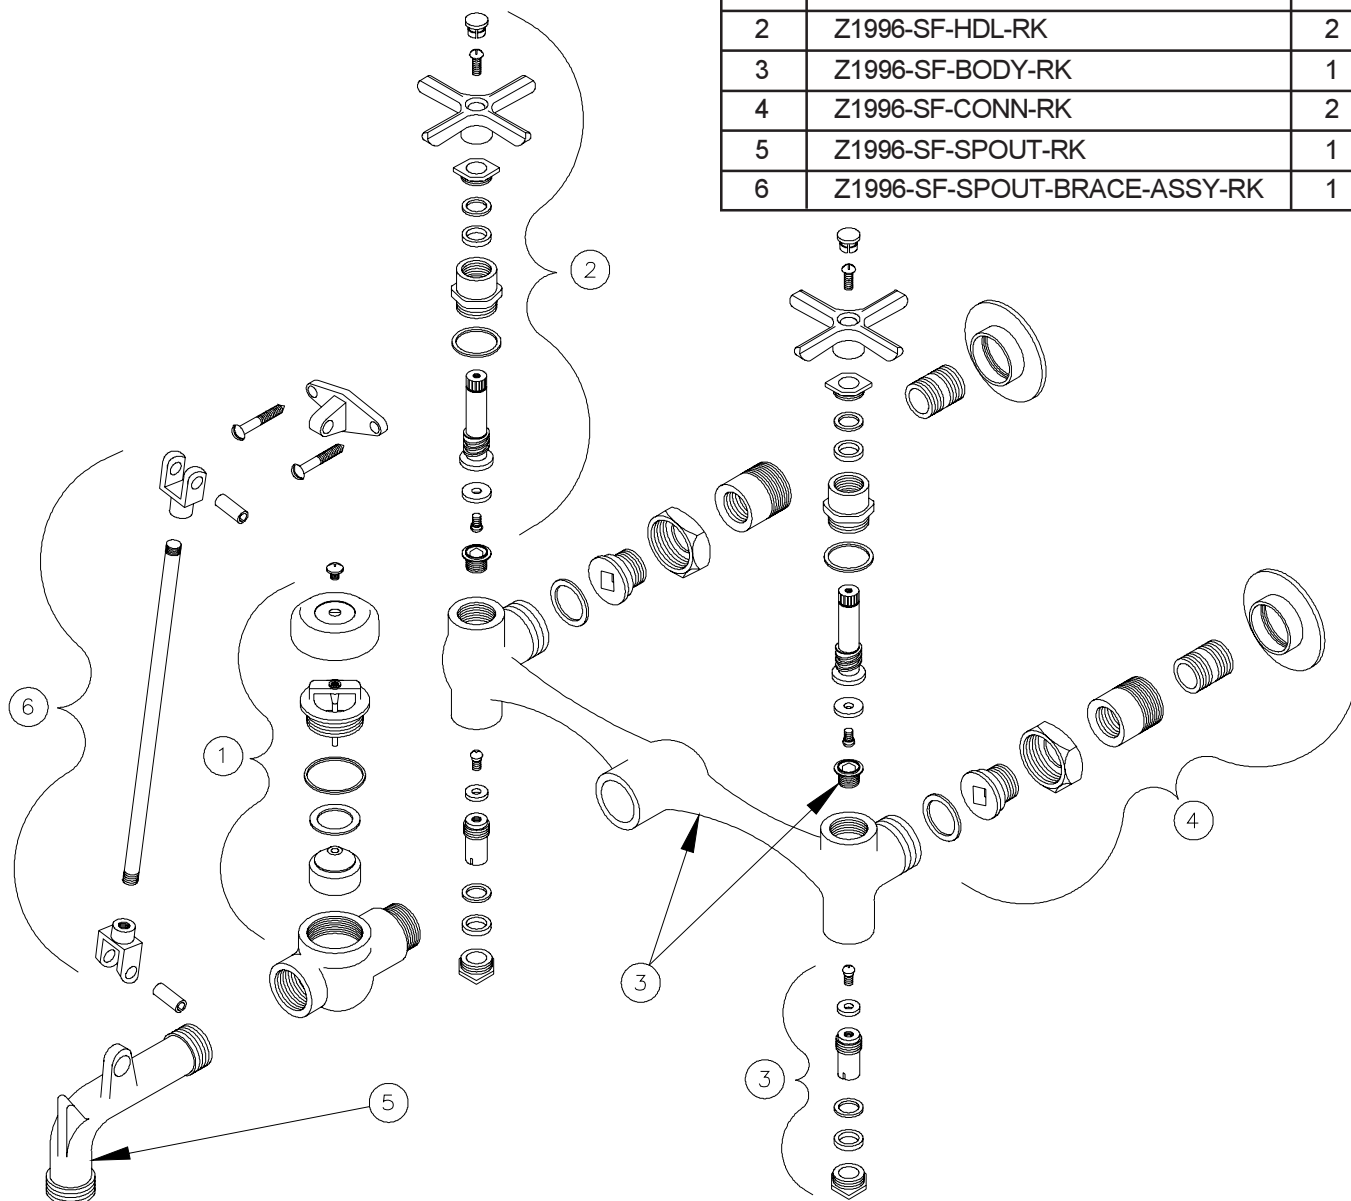 2 Z1996-SF-HDL-RK 2
3 Z1996-SF-BODY-RK 1
4 Z1996-SF-CONN-RK 2
5 Z1996-SF-SPOUT-RK 1
6 Z1996-SF-SPOUT-BRACE-ASSY-RK 1
2
6
1
4
3
3
5